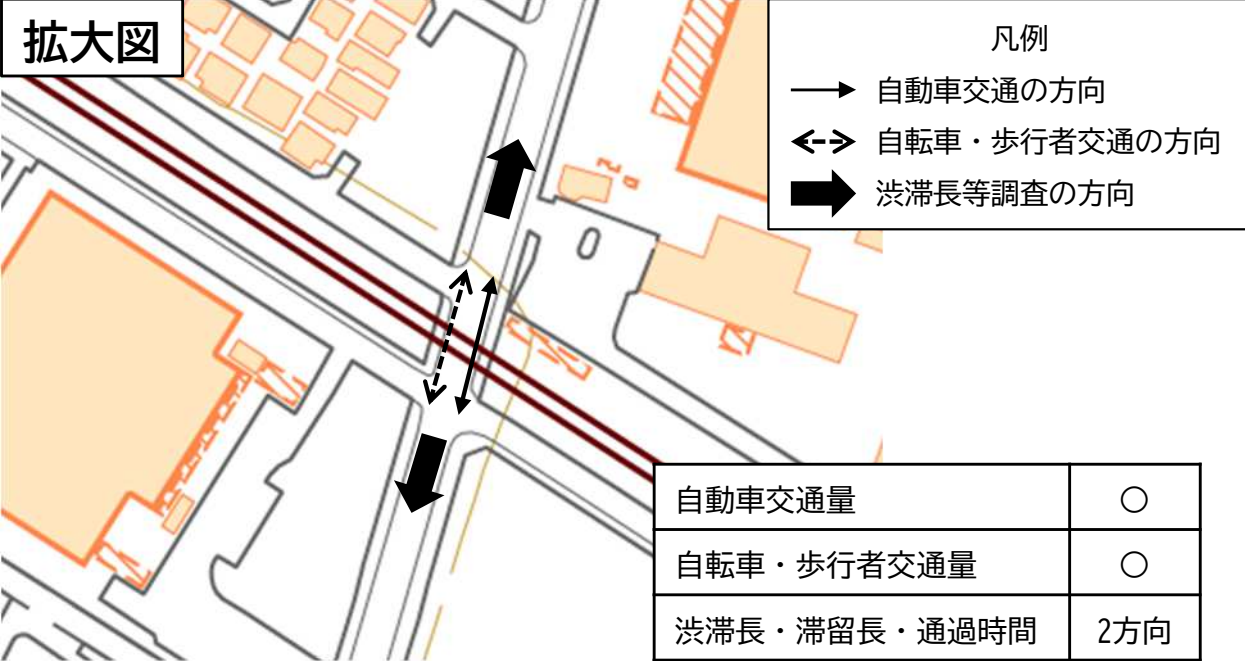 拡大図
凡例
自動車交通の方向
自転車・歩行者交通の方向
渋滞長等調査の方向
自動車交通量 ○
自転車・歩行者交通量 ○
渋滞長・滞留長・通過時間 2方向